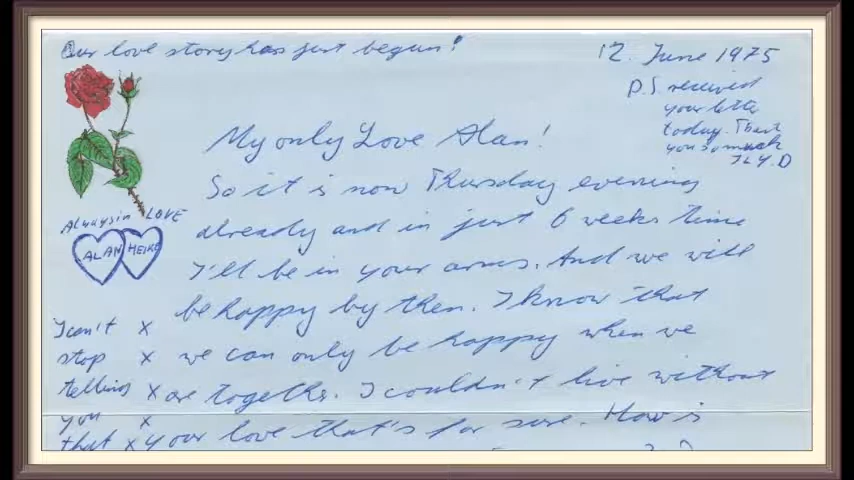 Our love story has just begun!
12. June 1975
P.S. received
your letter
today. Thank
you so much
ILY. D
My only Love Alan!
So it is now Thursday evening
already and in just 6 weeks time
I'll be in your arms. And we will
be happy by then. I know that
we can only be happy when we
are together. I couldn't live without
your love that's for sure. How is
Always in LOVE
ALAN HEIKE
I can't x
stop x
telling x
you x
that x